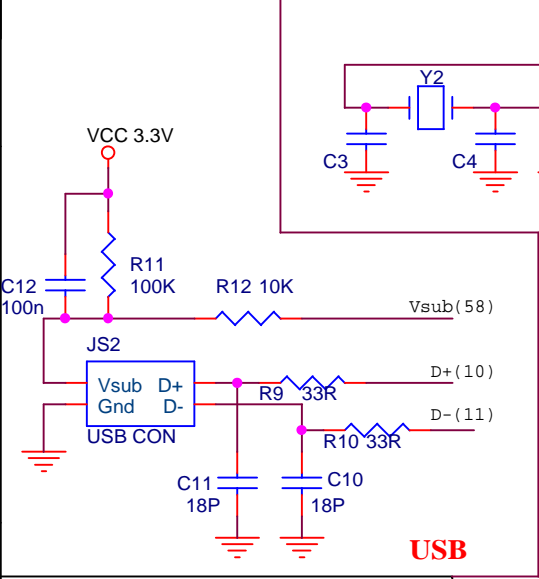 Y2
C3
C4
VCC 3.3V
R11
100K
C12
100n
R12 10K
Vsub(58)
JS2
Vsub D+
Gnd D-
USB CON
D+(10)
R9 33R
D-(11)
R10 33R
C11
18P
C10
18P
USB